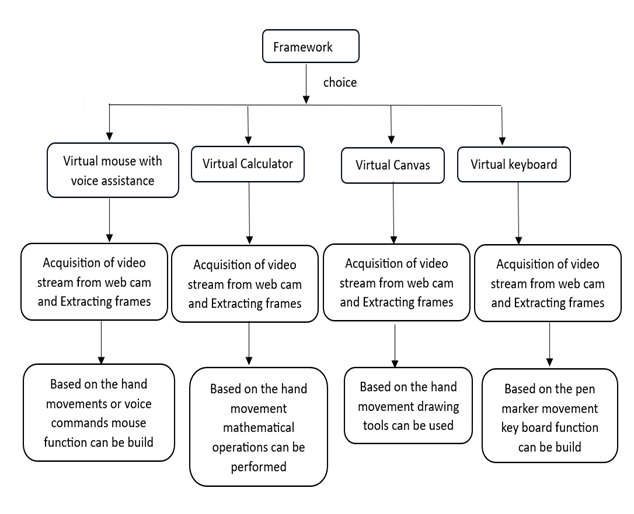 Framework
choice
Virtual mouse with
voice assistance
Virtual Calculator
Virtual Canvas
Virtual keyboard
Acquisition of video
stream from web cam
and Extracting frames
Acquisition of video
stream from web cam
and Extracting frames
Acquisition of video
stream from web cam
and Extracting frames
Acquisition of video
stream from web cam
and Extracting frames
Based on the hand
movements or voice
commands mouse
function can be build
Based on the hand
movement
mathematical
operations can be
performed
Based on the hand
movement drawing
tools can be used
Based on the pen
marker movement
key board function
can be build